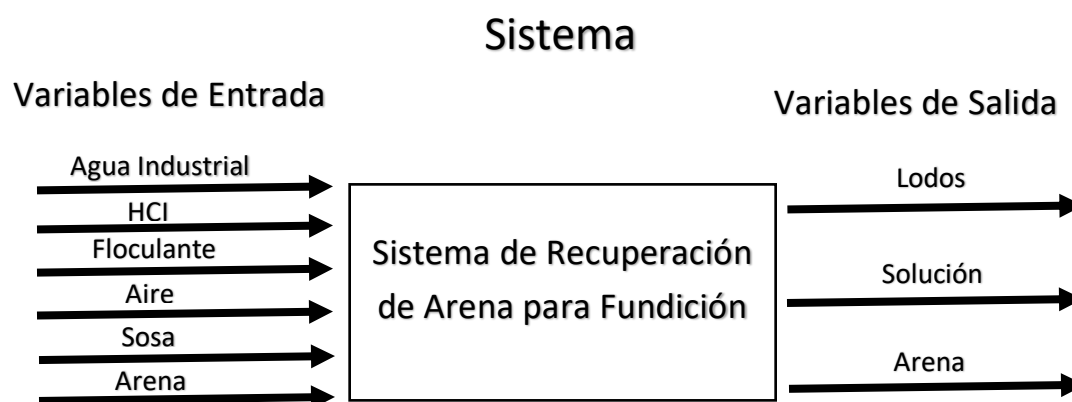 Sistema
Variables de Entrada
Variables de Salida
Agua Industrial
HCI
Floculante
Aire
Sosa
Arena
Sistema de Recuperación
de Arena para Fundición
Lodos
Solución
Arena